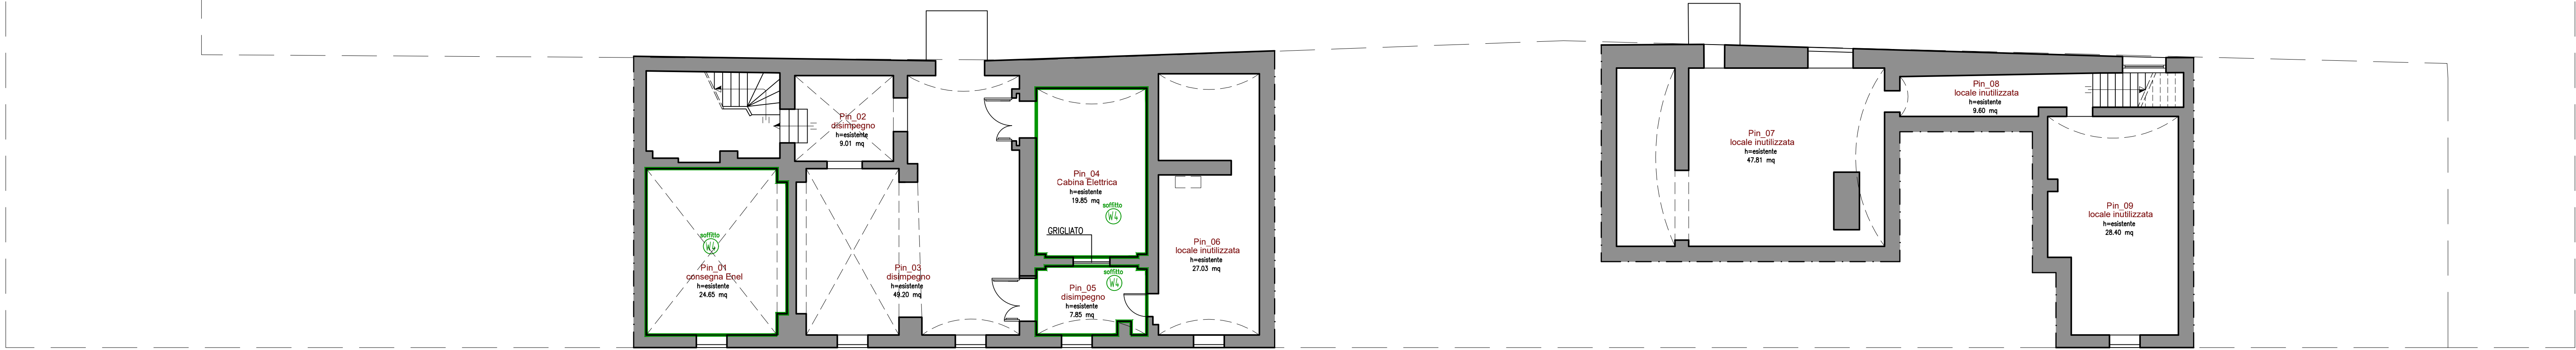 Pin_02
disimpegno
h=esistente
9.01 mq
soffitto
W4
Pin_01
consegna Enel
h=esistente
24.65 mq
Pin_03
disimpegno
h=esistente
49.20 mq
Pin_04
Cabina Elettrica
h=esistente
19.85 mq
soffitto
W4
GRIGLIATO
soffitto
W4
Pin_05
disimpegno
h=esistente
7.85 mq
Pin_06
locale inutilizzata
h=esistente
27.03 mq
Pin_07
locale inutilizzata
h=esistente
47.81 mq
Pin_08
locale inutilizzata
h=esistente
9.60 mq
Pin_09
locale inutilizzata
h=esistente
28.40 mq